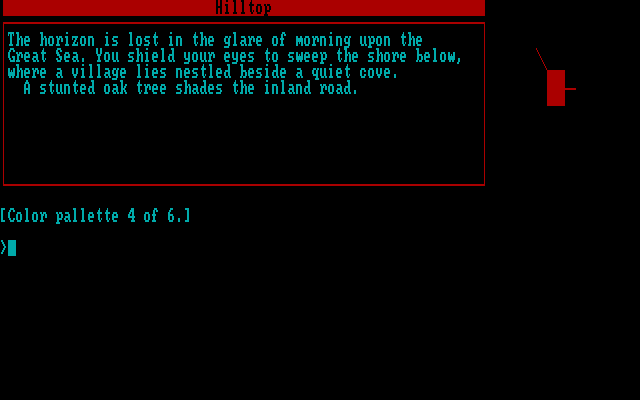 Hilltop
The horizon is lost in the glare of morning upon the
Great Sea. You shield your eyes to sweep the shore below,
where a village lies nestled beside a quiet cove.
A stunted oak tree shades the inland road.
[Color pallette 4 of 6.]
>